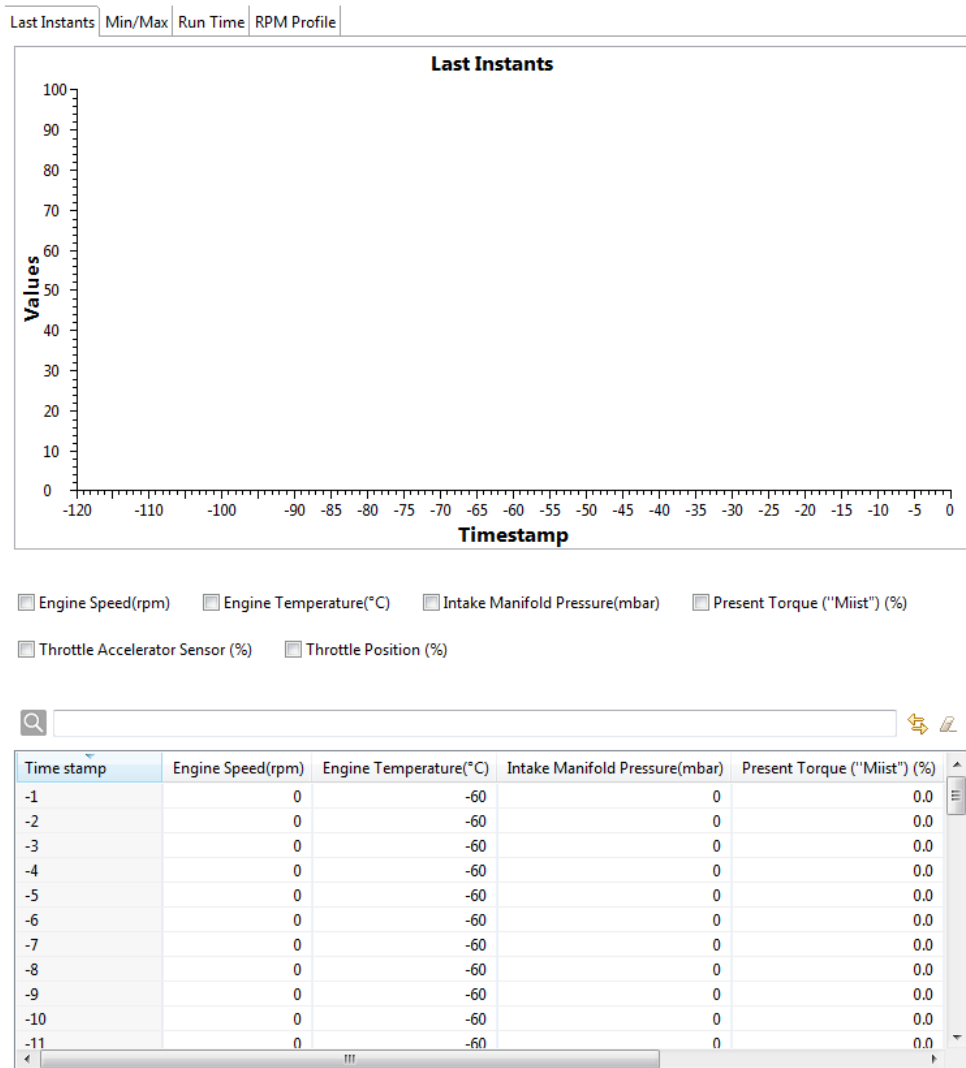 Last Instants Min/Max Run Time RPM Profile
Last Instants
100
90
80
70
60
50
40
30
20
10
0
Values
-120 -110 -100 -90 -85 -80 -75 -70 -65 -60 -55 -50 -45 -40 -35 -30 -25 -20 -15 -10 -5 0
Timestamp
Engine Speed(rpm) Engine Temperature(°C) Intake Manifold Pressure(mbar) Present Torque ("Miist") (%)
Throttle Accelerator Sensor (%) Throttle Position (%)
Time stamp Engine Speed(rpm) Engine Temperature(°C) Intake Manifold Pressure(mbar) Present Torque ("Miist") (%)
-1 0 -60 0 0.0
-2 0 -60 0 0.0
-3 0 -60 0 0.0
-4 0 -60 0 0.0
-5 0 -60 0 0.0
-6 0 -60 0 0.0
-7 0 -60 0 0.0
-8 0 -60 0 0.0
-9 0 -60 0 0.0
-10 0 -60 0 0.0
-11 0 -60 0 0.0